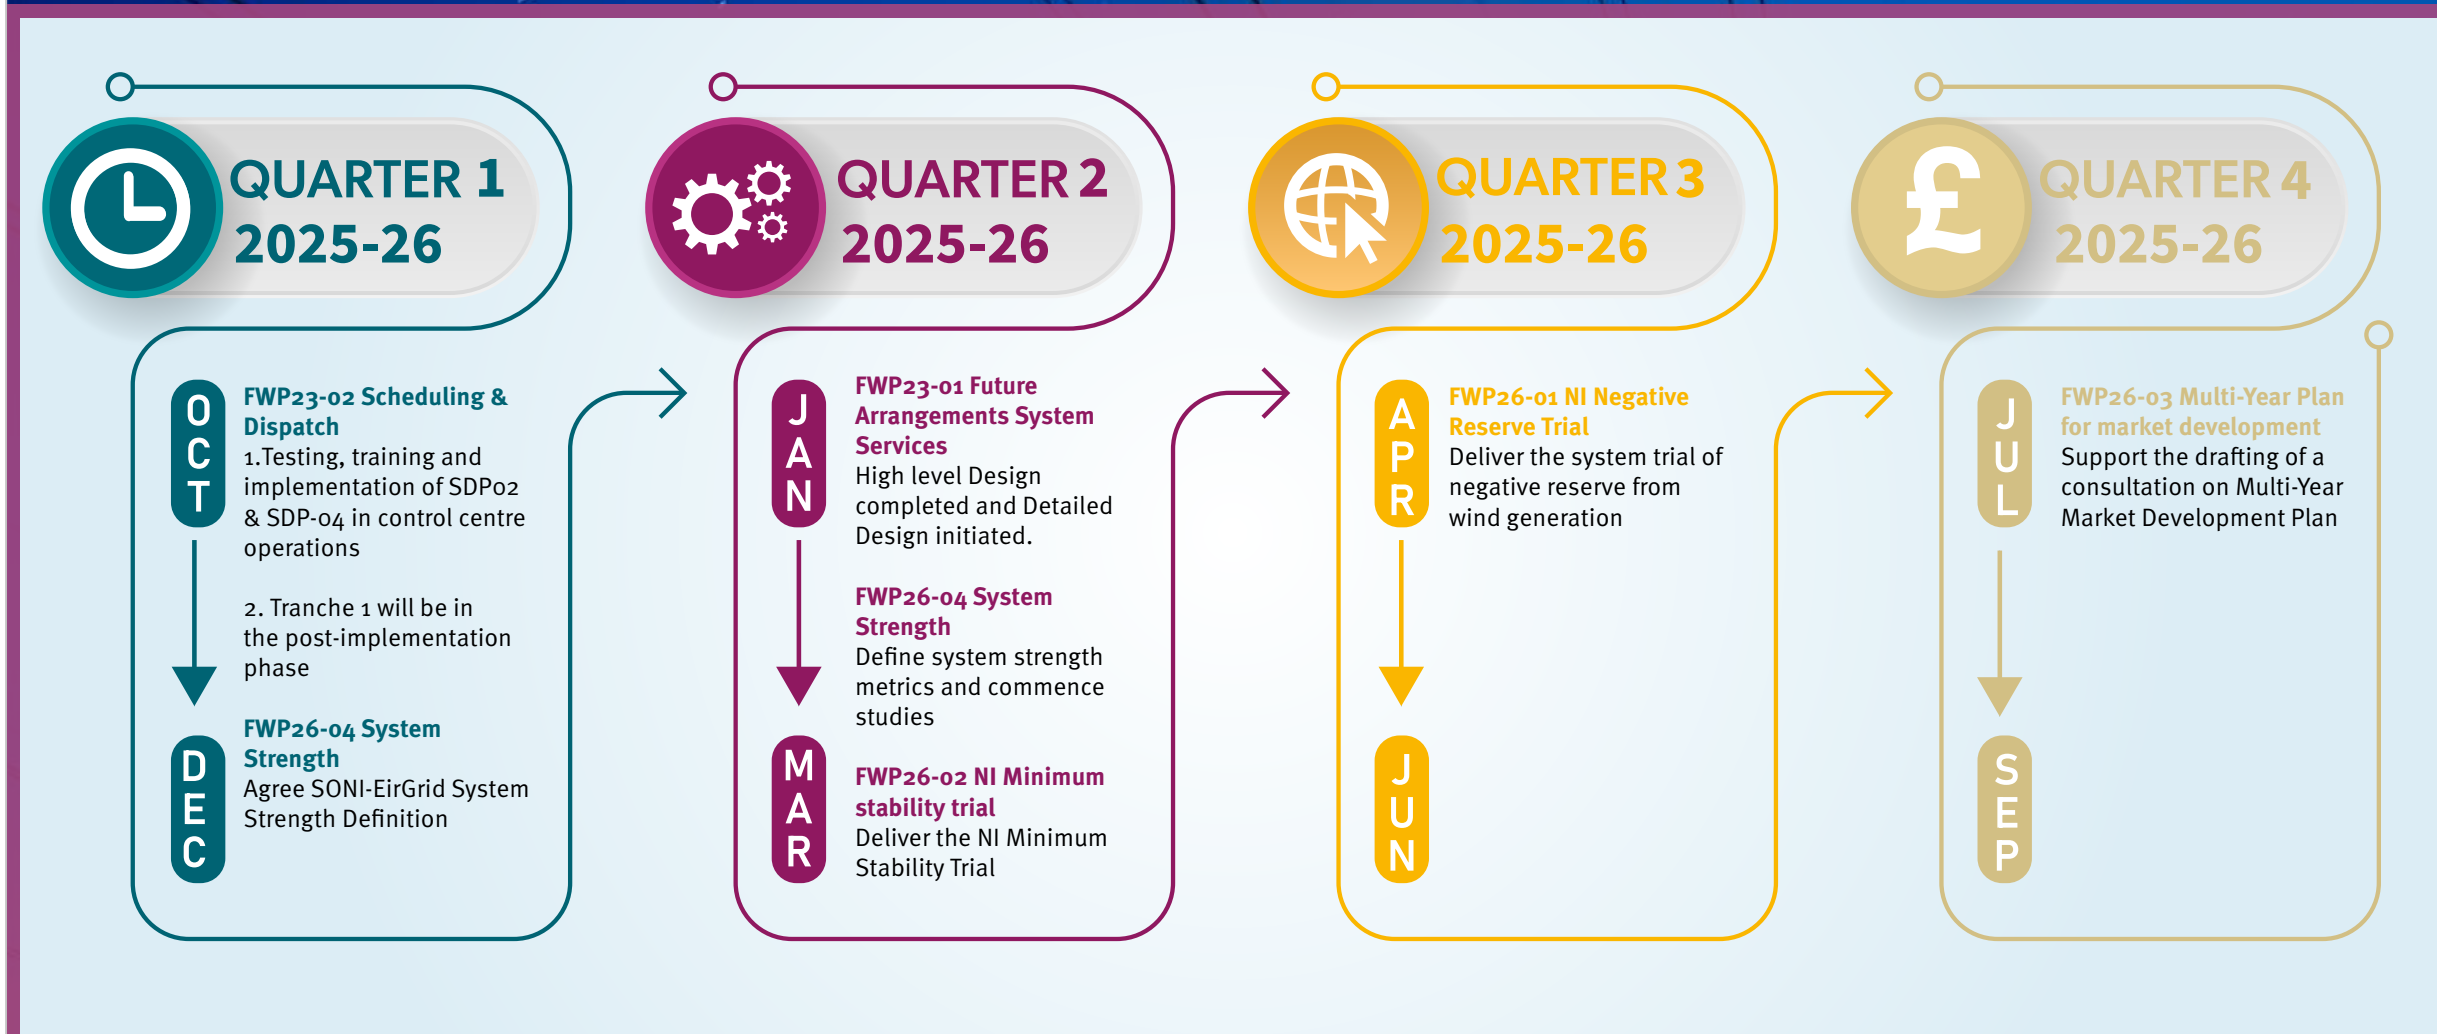 QUARTER 1
2025-26
OCT
FWP23-02 Scheduling &
Dispatch
1.Testing, training and
implementation of SDP02
& SDP-04 in control centre
operations
2. Tranche 1 will be in
the post-implementation
phase
DEC
FWP26-04 System
Strength
Agree SONI-EirGrid System
Strength Definition
QUARTER 2
2025-26
JAN
FWP23-01 Future
Arrangements System
Services
High level Design
completed and Detailed
Design initiated.
FWP26-04 System
Strength
Define system strength
metrics and commence
studies
MAR
FWP26-02 NI Minimum
stability trial
Deliver the NI Minimum
Stability Trial
QUARTER 3
2025-26
APR
FWP26-01 NI Negative
Reserve Trial
Deliver the system trial of
negative reserve from
wind generation
JUN
£
QUARTER 4
2025-26
JUL
FWP26-03 Multi-Year Plan
for market development
Support the drafting of a
consultation on Multi-Year
Market Development Plan
SEP